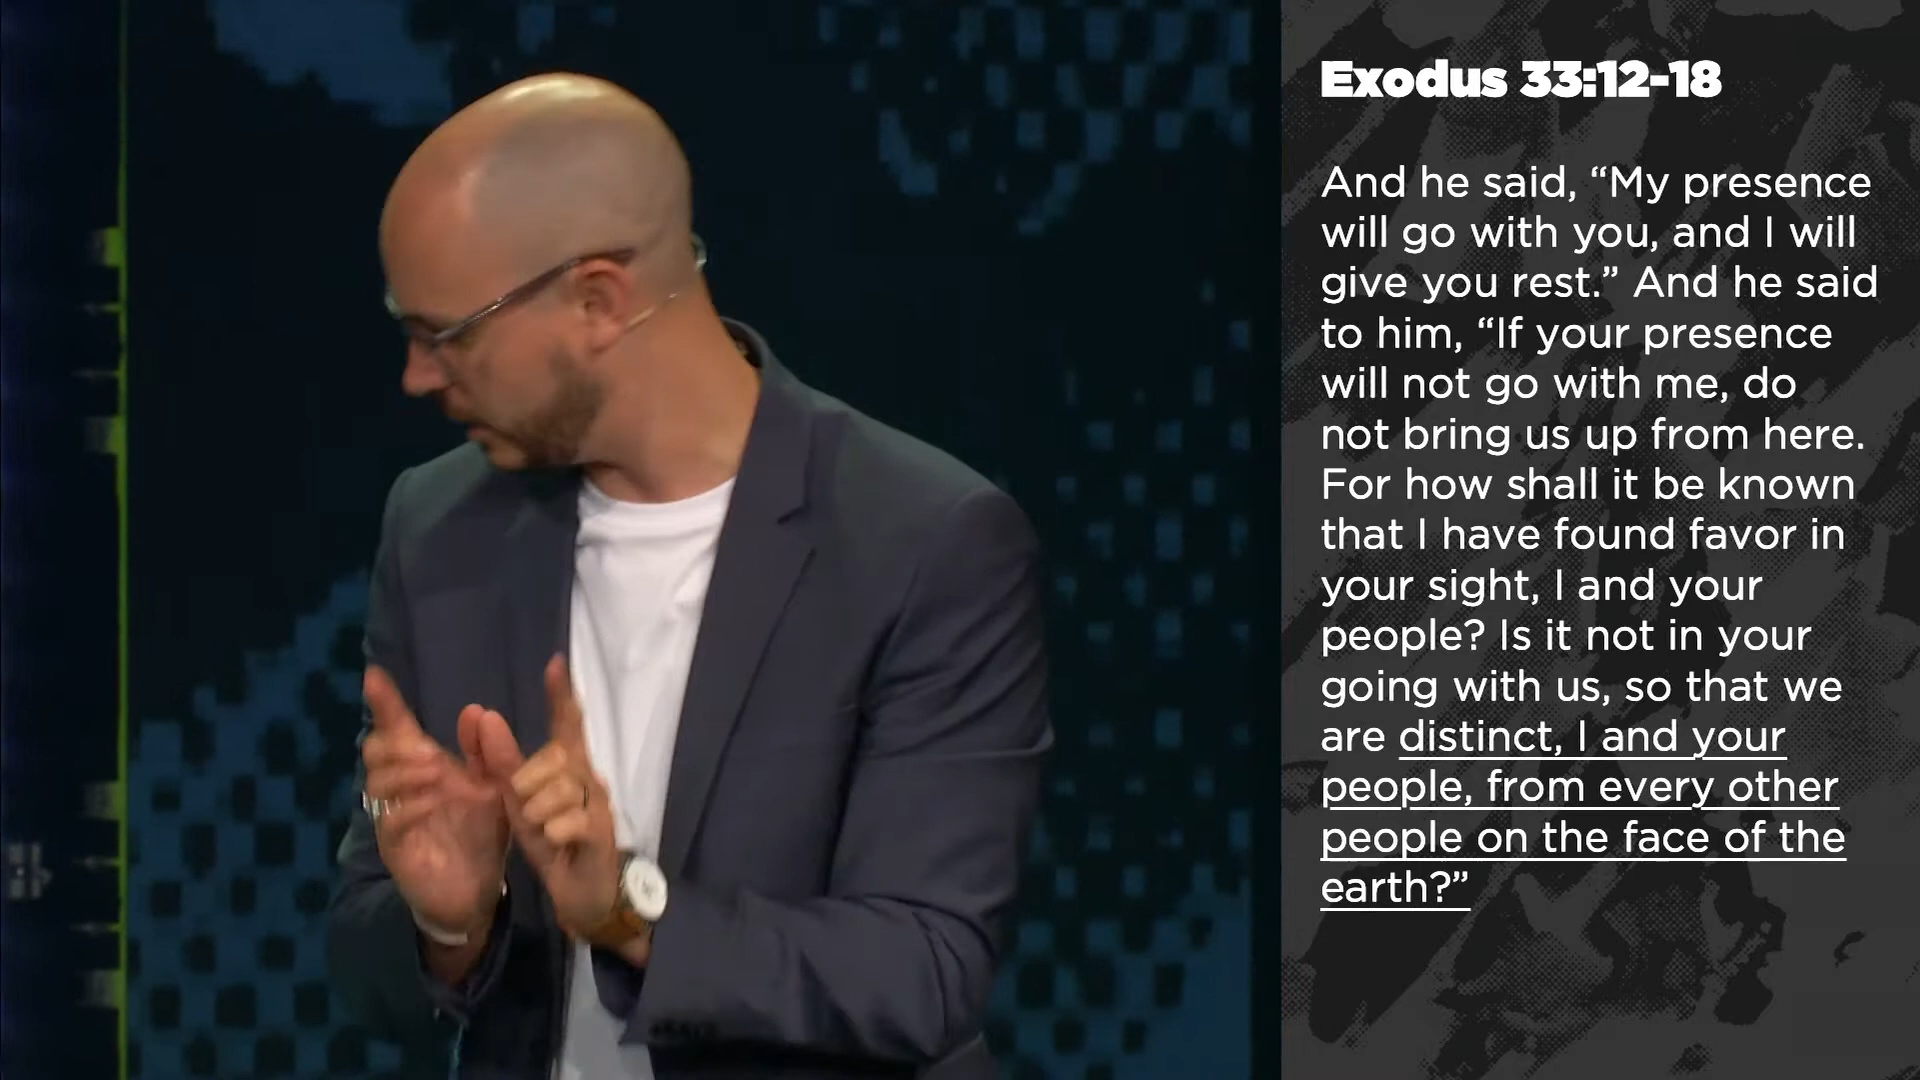 Exodus 33:12-18
And he said, “My presence
will go with you, and I will
give you rest.” And he said
to him, “If your presence
will not go with me, do
not bring us up from here.
For how shall it be known
that I have found favor in
your sight, I and your
people? Is it not in your
going with us, so that we
are distinct, I and your
people, from every other
people on the face of the
earth?”